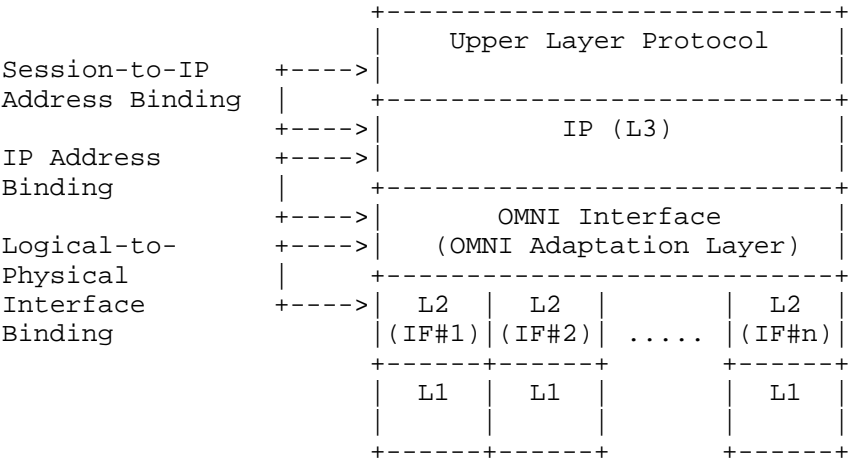 +----------------------------+
                              |   Upper Layer Protocol     |
Session-to-IP    +---->|                            |
Address Binding  |     +----------------------------+
                 +---->|          IP (L3)           |
IP Address       +---->|                            |
Binding          |     +----------------------------+
                 +---->|       OMNI Interface       |
Logical-to-      +---->|   (OMNI Adaptation Layer)  |
Physical         |     +----------------------------+
Interface        +---->|  L2  |  L2  |       |  L2  |
Binding                |(IF#1)|(IF#2)| ..... |(IF#n)|
                       +------+------+       +------+
                       |  L1  |  L1  |       |  L1  |
                       |      |      |       |      |
                       +------+------+       +------+